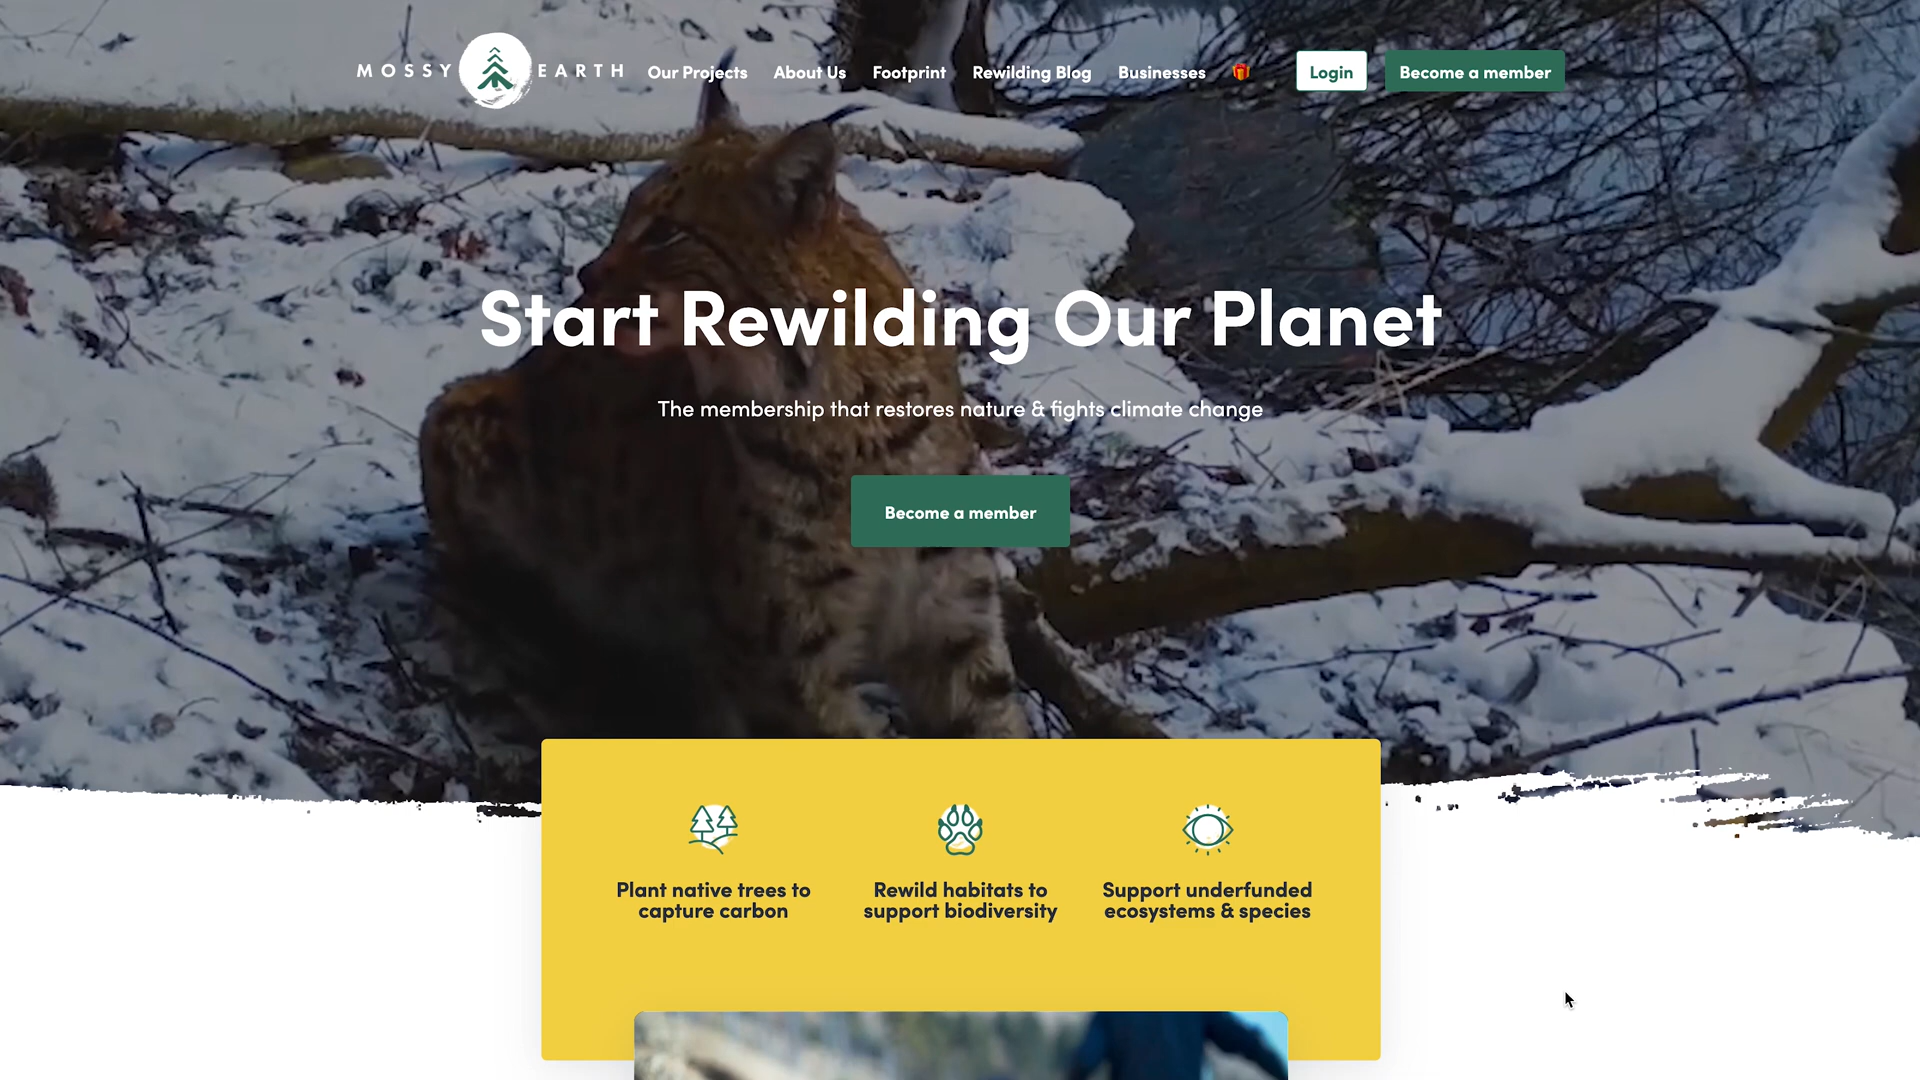 MOSSY EARTH
Our Projects
About Us
Footprint
Rewilding Blog
Businesses
Login
Become a member
Start Rewilding Our Planet
The membership that restores nature & fights climate change
Become a member
Plant native trees to
capture carbon
Rewild habitats to
support biodiversity
Support underfunded
ecosystems & species